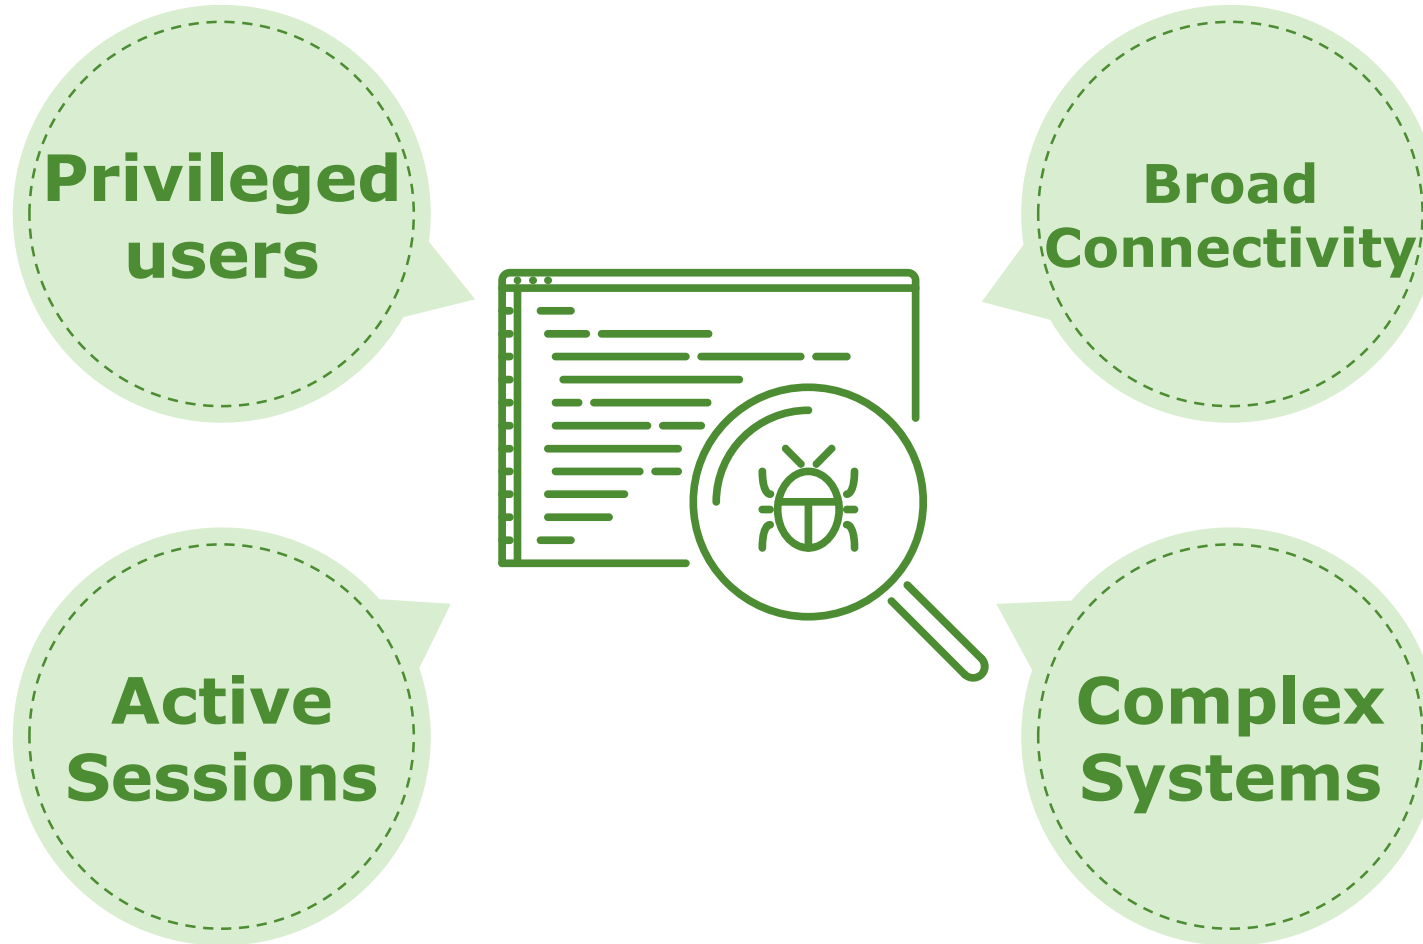 Privileged
users
Broad
Connectivity
Active
Sessions
Complex
Systems